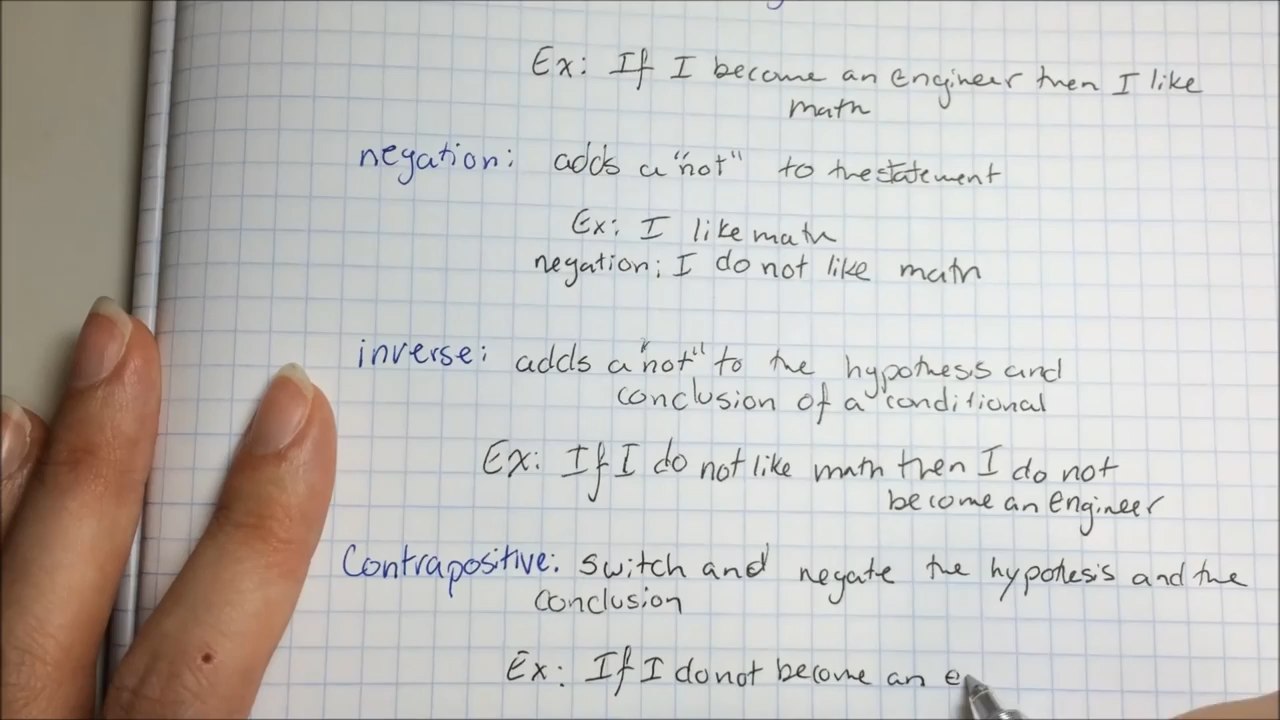 Ex: If I become an engineer then I like
math
negation: adds a "not" to the statement
Ex: I like math
negation: I do not like math
inverse: adds a "not" to the hypothesis and
conclusion of a conditional
Ex: If I do not like math then I do not
become an engineer
Contrapositive: switch and negate the hypothesis and the
conclusion
Ex: If I do not become an e